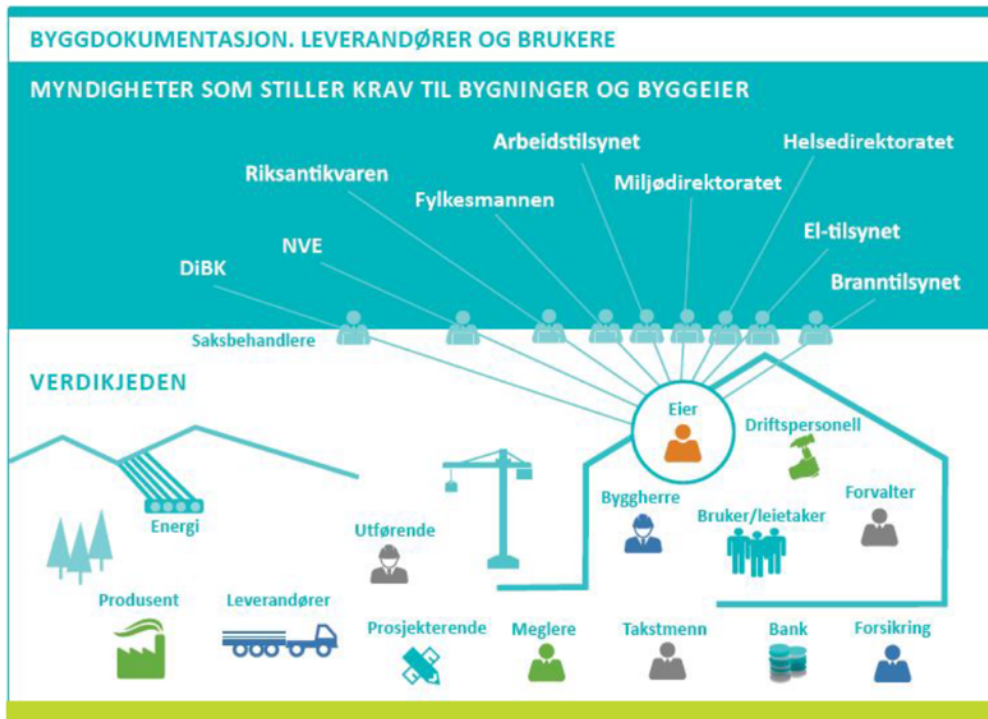 BYGGDOKUMENTASJON. LEVERANDØRER OG BRUKERE
MYNDIGHETER SOM STILLER KRAV TIL BYGNINGER OG BYGGEIER
Arbeidstilsynet
Helsedirektoratet
Riksantikvaren
Miljødirektoratet
Fylkesmannen
NVE
El-tilsynet
DiBK
Branntilsynet
Saksbehandlere
VERDIKJEDEN
Eier
Driftspersonell
Byggherre
Forvalter
Energi
Utførende
Bruker/leietaker
Produsent
Leverandører
Prosjekterende
Meglere
Takstmenn
Bank
Forsikring